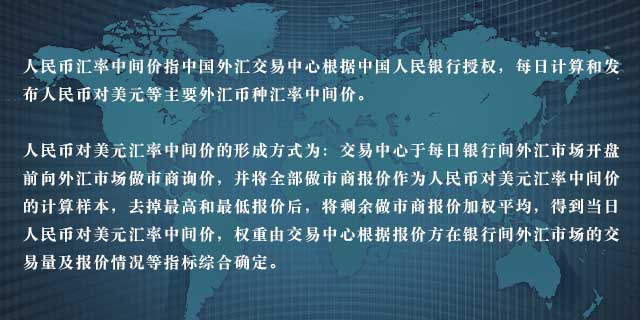 人民币汇率中间价指中国外汇交易中心根据中国人民银行授权，每日计算和发
布人民币对美元等主要外汇币种汇率中间价。
人民币对美元汇率中间价的形成方式为：交易中心于每日银行间外汇市场开盘
前向外汇市场做市商询价，并将全部做市商报价作为人民币对美元汇率中间价
的计算样本，去掉最高和最低报价后，将剩余做市商报价加权平均，得到当日
人民币对美元汇率中间价，权重由交易中心根据报价方在银行间外汇市场的交
易量及报价情况等指标综合确定。